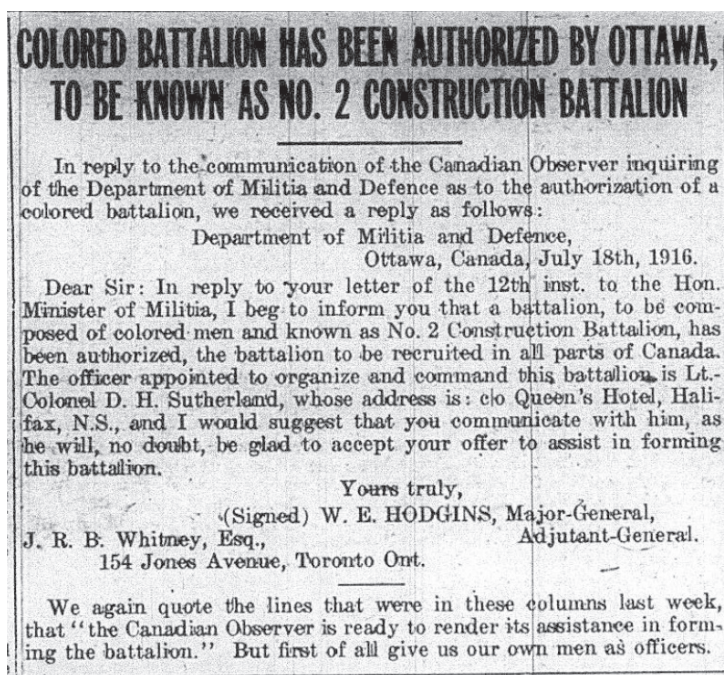 COLORED BATTALION HAS BEEN AUTHORIZED BY OTTAWA,
TO BE KNOWN AS NO. 2 CONSTRUCTION BATTALION
In reply to the communication of the Canadian Observer inquiring
of the Department of Militia and Defence as to the authorization of a
colored battalion, we received a reply as follows:
Department of Militia and Defence,
Ottawa, Canada, July 18th, 1916.
Dear Sir: In reply to your letter of the 12th inst. to the Hon.
Minister of Militia, I beg to inform you that a battalion, to be com-
posed of colored men and known as No. 2 Construction Battalion, has
been authorized, the battalion to be recruited in all parts of Canada.
The officer appointed to organize and command this battalion is Lt.-
Colonel D. H. Sutherland, whose address is: c|o Queen's Hotel, Hali-
fax, N.S., and I would suggest that you communicate with him, as
he will, no doubt, be glad to accept your offer to assist in forming
this battalion.
Yours truly,
(Signed) W. E. HODGINS, Major-General,
J. R. B. Whitney, Esq., Adjutant-General.
154 Jones Avenue, Toronto Ont.
We again quote the lines that were in these columns last week,
that "the Canadian Observer is ready to render its assistance in form-
ing the battalion." But first of all give us our own men as officers.